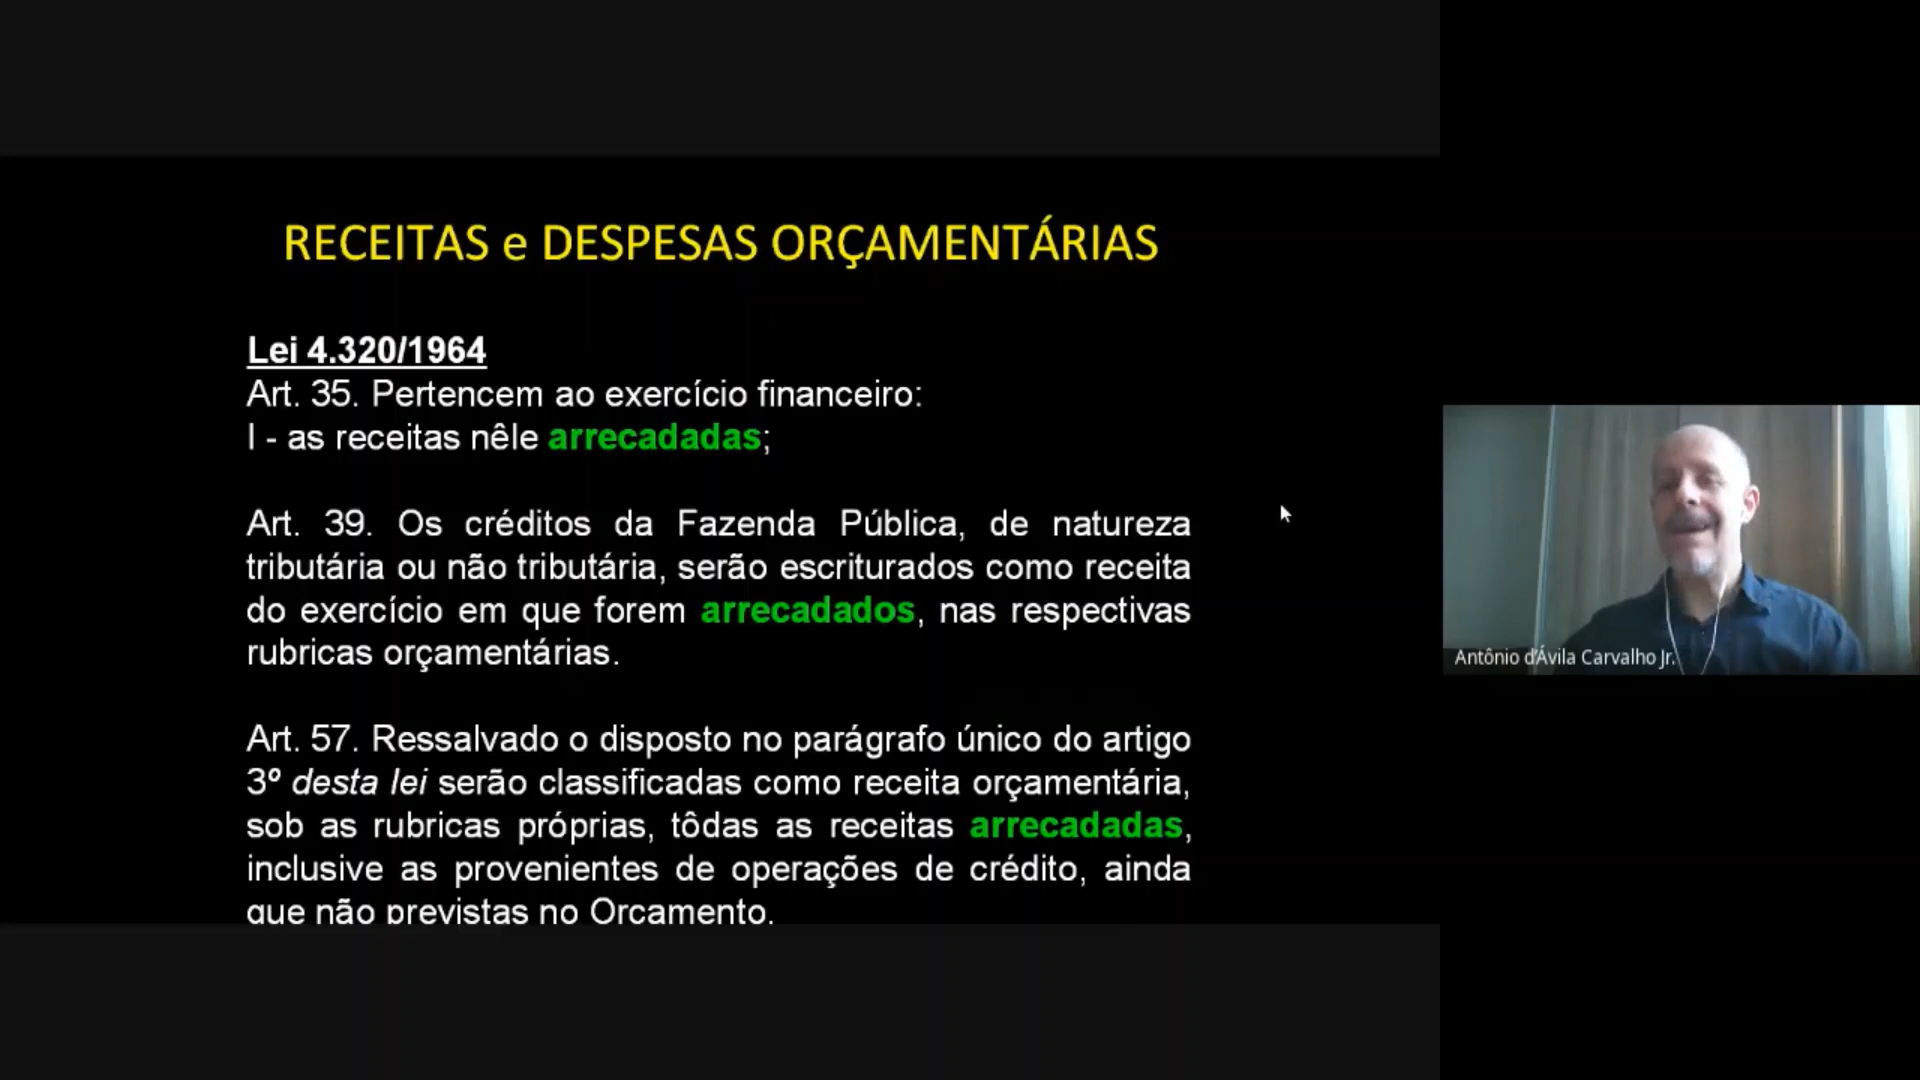 RECEITAS e DESPESAS ORÇAMENTÁRIAS
Lei 4.320/1964
Art. 35. Pertencem ao exercício financeiro:
I - as receitas nêle arrecadadas;
Art. 39. Os créditos da Fazenda Pública, de natureza
tributária ou não tributária, serão escriturados como receita
do exercício em que forem arrecadados, nas respectivas
rubricas orçamentárias.
Art. 57. Ressalvado o disposto no parágrafo único do artigo
3º desta lei serão classificadas como receita orçamentária,
sob as rubricas próprias, tôdas as receitas arrecadadas,
inclusive as provenientes de operações de crédito, ainda
que não previstas no Orçamento.
Antônio d'Ávila Carvalho Jr.